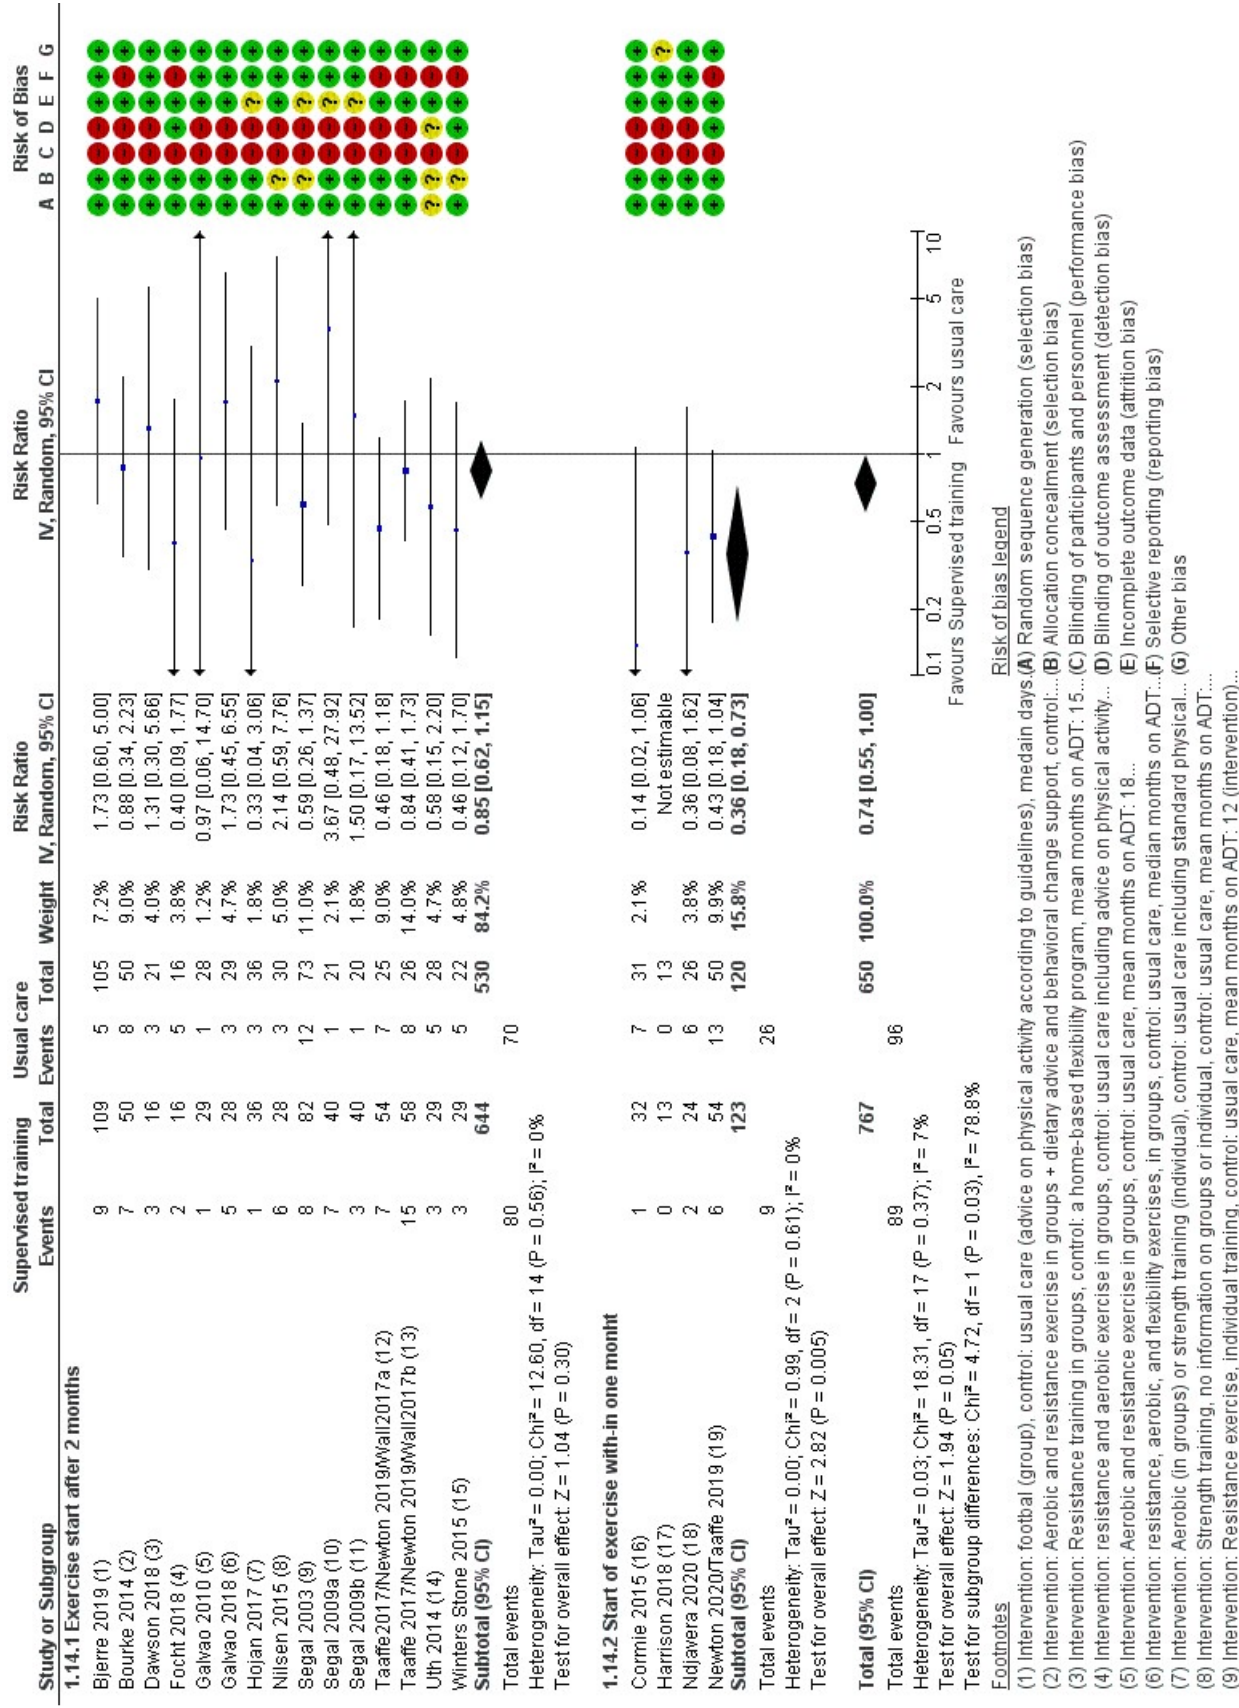 Supervised training Usual care Risk Ratio Risk Ratio Risk of Bias
Study or Subgroup Events Total Events Total Weight IV, Random, 95% CI IV, Random, 95% CI A B C D E F G
1.14.1 Exercise start after 2 months
Bjerre 2019 (1) 9 109 5 105 7.2% 1.73 [0.60, 5.00] + + − − + + +
Bourke 2014 (2) 7 50 8 50 9.0% 0.88 [0.34, 2.23] + + − − + − +
Dawson 2018 (3) 3 16 3 21 4.0% 1.31 [0.30, 5.66] + + − − + + +
Focht 2018 (4) 2 16 5 16 3.8% 0.40 [0.09, 1.77] + + − + + − +
Galvao 2010 (5) 1 29 1 28 1.2% 0.97 [0.06, 14.70] + + − − + + +
Galvao 2018 (6) 5 28 3 29 4.7% 1.73 [0.45, 6.55] + + − − + + +
Hojan 2017 (7) 1 36 3 36 1.8% 0.33 [0.04, 3.06] + + − − ? + +
Nilsen 2015 (8) 6 28 3 30 5.0% 2.14 [0.59, 7.76] + ? − − + + +
Segal 2003 (9) 8 82 12 73 11.0% 0.59 [0.26, 1.37] + ? − − ? + +
Segal 2009a (10) 7 40 1 21 2.1% 3.67 [0.48, 27.92] + + − − ? + +
Segal 2009b (11) 3 40 1 20 1.8% 1.50 [0.17, 13.52] + + − − ? + +
Taaffe2017/Newton 2019/Wall2017a (12) 7 54 7 25 9.0% 0.46 [0.18, 1.18] + + − − + − +
Taaffe 2017/Newton 2019/Wall2017b (13) 15 58 8 26 14.0% 0.84 [0.41, 1.73] + + − − + − +
Uth 2014 (14) 3 29 5 28 4.7% 0.58 [0.15, 2.20] ? ? − ? + − +
Winters Stone 2015 (15) 3 29 5 22 4.8% 0.46 [0.12, 1.70] + ? − + + − +
Subtotal (95% CI) 644 530 84.2% 0.85 [0.62, 1.15]
Total events 80 70
Heterogeneity: Tau² = 0.00; Chi² = 12.60, df = 14 (P = 0.56); I² = 0%
Test for overall effect: Z = 1.04 (P = 0.30)
1.14.2 Start of exercise with-in one monht
Cormie 2015 (16) 1 32 7 31 2.1% 0.14 [0.02, 1.06] + + − − + + +
Harrison 2018 (17) 0 13 0 13 Not estimable + + − − + + ?
Ndjavera 2020 (18) 2 24 6 26 3.8% 0.36 [0.08, 1.62] + + − − + + +
Newton 2020/Taaffe 2019 (19) 6 54 13 50 9.9% 0.43 [0.18, 1.04] + + − + + − +
Subtotal (95% CI) 123 120 15.8% 0.36 [0.18, 0.73]
Total events 9 26
Heterogeneity: Tau² = 0.00; Chi² = 0.99, df = 2 (P = 0.61); I² = 0%
Test for overall effect: Z = 2.82 (P = 0.005)
Total (95% CI) 767 650 100.0% 0.74 [0.55, 1.00]
Total events 89 96
Heterogeneity: Tau² = 0.03; Chi² = 18.31, df = 17 (P = 0.37); I² = 7%
Test for overall effect: Z = 1.94 (P = 0.05)
Test for subgroup differences: Chi² = 4.72, df = 1 (P = 0.03), I² = 78.8%
0.1 0.2 0.5 1 2 5 10
Favours Supervised training Favours usual care
Footnotes
(1) Intervention: footbal (group), control: usual care (advice on physical activity according to guidelines), medain days...
(2) Intervention: Aerobic and resistance exercise in groups + dietary advice and behavioral change support, control:...
(3) Intervention: Resistance training in groups, control: a home-based flexibility program, mean months on ADT: 15...
(4) Intervention: resistance and aerobic exercise in groups, control: usual care including advice on physical activity...
(5) Intervention: Aerobic and resistance exercise in groups, control: usual care, mean months on ADT: 18...
(6) Intervention: resistance, aerobic, and flexibility exercises, in groups, control: usual care, median months on ADT:...
(7) Intervention: Aerobic (in groups) or strength training (individual), control: usual care including standard physical...
(8) Intervention: Strength training, no information on groups or individual, control: usual care, mean months on ADT:...
(9) Intervention: Resistance exercise, individual training, control: usual care, mean months on ADT: 12 (intervention)...
Risk of bias legend
(A) Random sequence generation (selection bias)
(B) Allocation concealment (selection bias)
(C) Blinding of participants and personnel (performance bias)
(D) Blinding of outcome assessment (detection bias)
(E) Incomplete outcome data (attrition bias)
(F) Selective reporting (reporting bias)
(G) Other bias